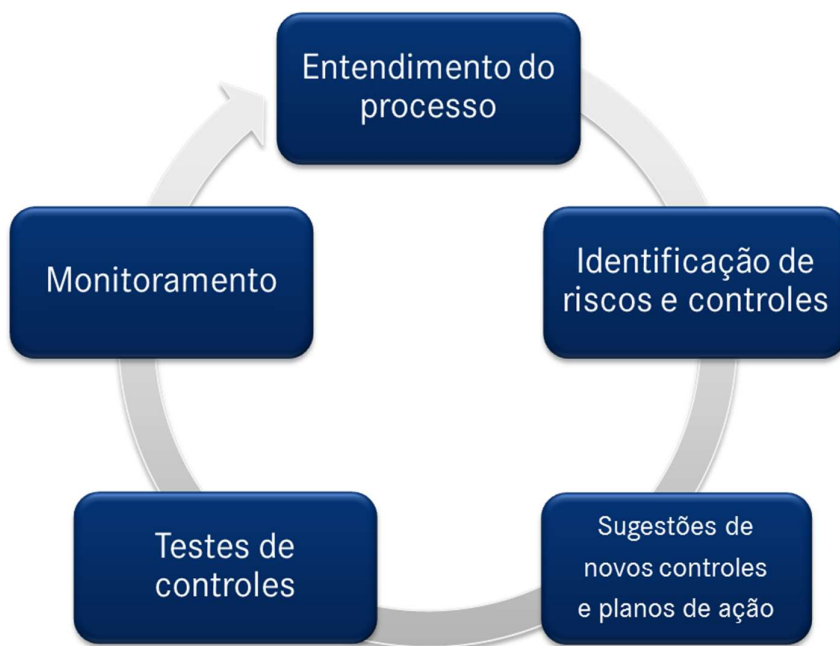 Entendimento do
processo
Identificação de
riscos e controles
Sugestões de
novos controles
e planos de ação
Testes de
controles
Monitoramento